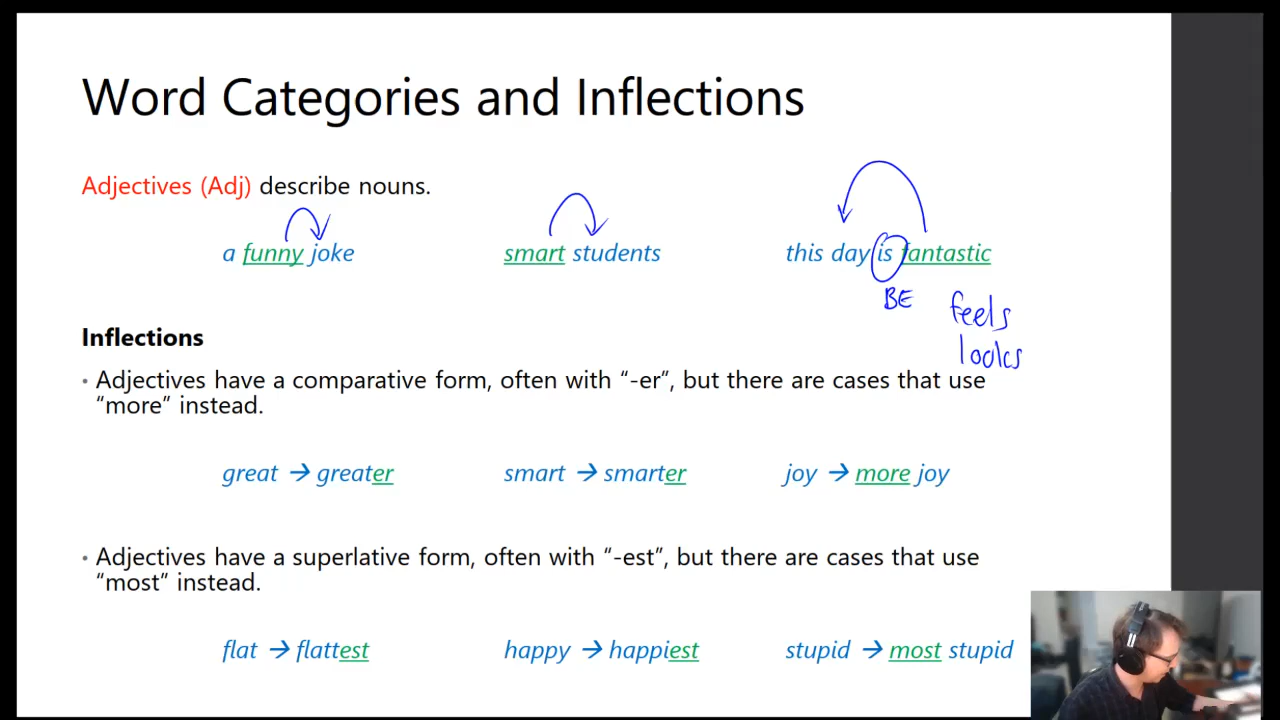 Word Categories and Inflections
Adjectives (Adj) describe nouns.
a funny joke smart students this day is fantastic
BE
feels
looks
Inflections
• Adjectives have a comparative form, often with “-er”, but there are cases that use
“more” instead.
great → greater smart → smarter joy → more joy
• Adjectives have a superlative form, often with “-est”, but there are cases that use
“most” instead.
flat → flattest happy → happiest stupid → most stupid